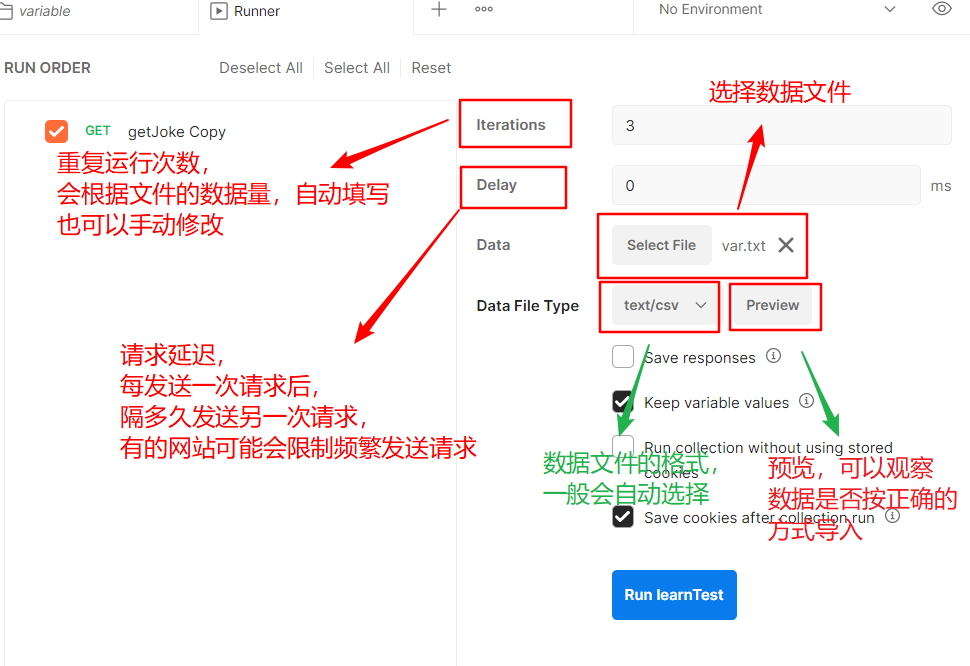 variable
Runner
No Environment
RUN ORDER
Deselect All
Select All
Reset
选择数据文件
GET getJoke Copy
Iterations
3
重复运行次数，
会根据文件的数据量，自动填写
也可以手动修改
Delay
0
ms
Data
Select File
var.txt
Data File Type
text/csv
Preview
请求延迟，
每发送一次请求后，
隔多久发送另一次请求，
有的网站可能会限制频繁发送请求
Save responses
Keep variable values
Run collection without using stored
cookies
数据文件的格式，
一般会自动选择
预览，可以观察
数据是否按正确的
方式导入
Save cookies after collection run
Run learnTest